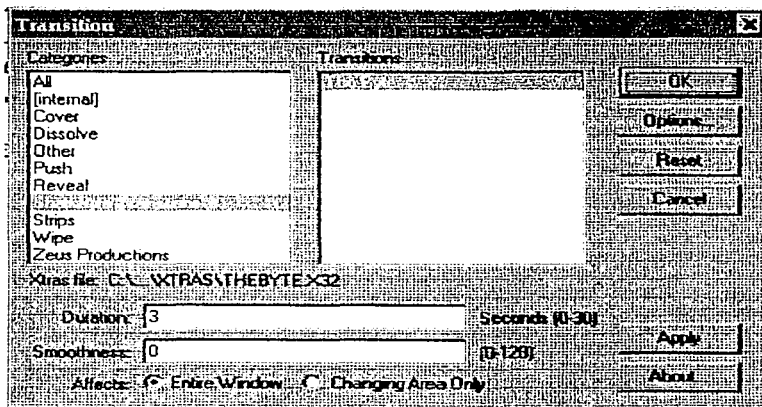 Transition
Categories
Transitions
All
[internal]
Cover
Dissolve
Other
Push
Reveal
Strips
Wipe
Zeus Productions
OK
Options...
Reset
Cancel
Xtras file: C:\...\XTRAS\THEBYTE.X32
Duration: 3 Seconds [0-30]
Smoothness: 0 [0-128]
Affects: Entire Window Changing Area Only
Apply
About...